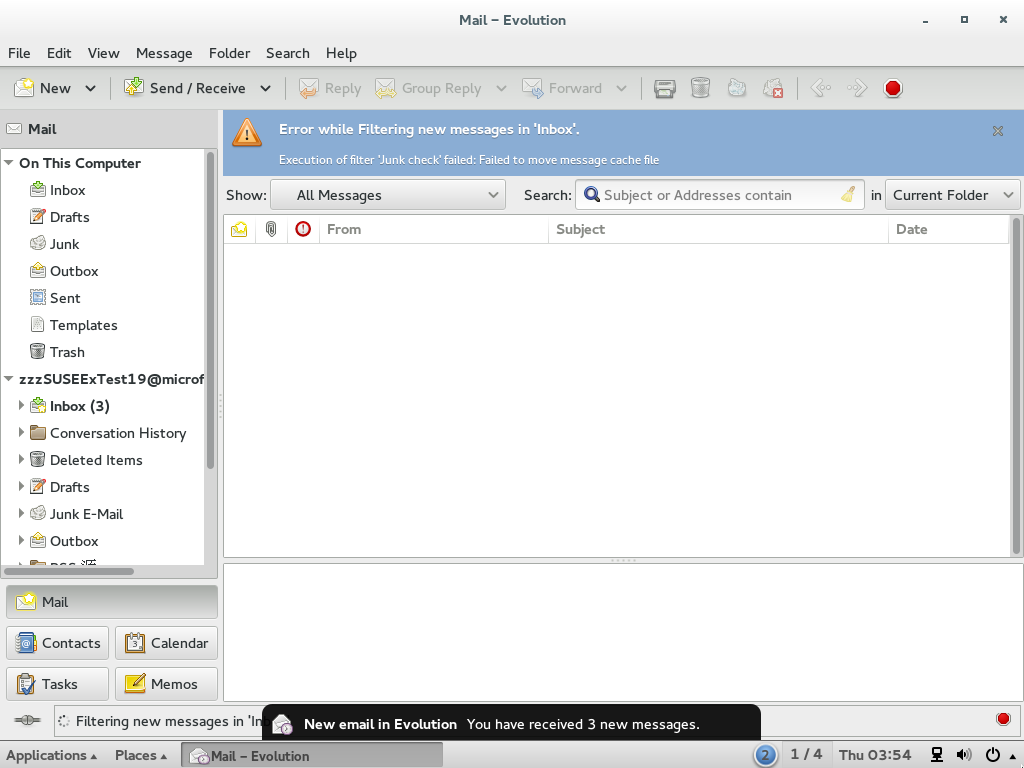 Mail – Evolution
File Edit View Message Folder Search Help
New Send / Receive Reply Group Reply Forward
Mail
On This Computer
Inbox
Drafts
Junk
Outbox
Sent
Templates
Trash
zzzSUSEExTest19@microf
Inbox (3)
Conversation History
Deleted Items
Drafts
Junk E-Mail
Outbox
RSS 源
Mail
Contacts
Calendar
Tasks
Memos
Error while Filtering new messages in 'Inbox'.
Execution of filter 'Junk check' failed: Failed to move message cache file
Show: All Messages Search: Subject or Addresses contain in Current Folder
From Subject Date
Filtering new messages in 'In
New email in Evolution You have received 3 new messages.
Applications Places Mail – Evolution 2 1 / 4 Thu 03:54